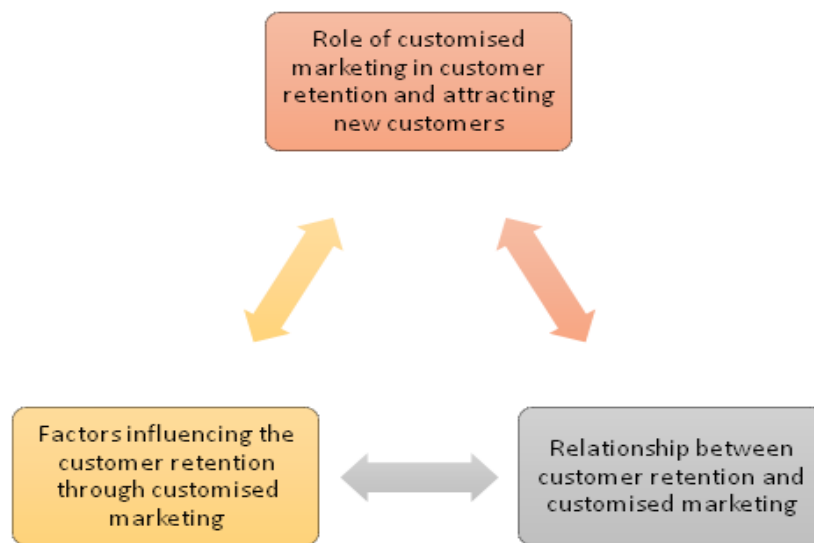 Role of customised
marketing in customer
retention and attracting
new customers
Factors influencing the
customer retention
through customised
marketing
Relationship between
customer retention and
customised marketing